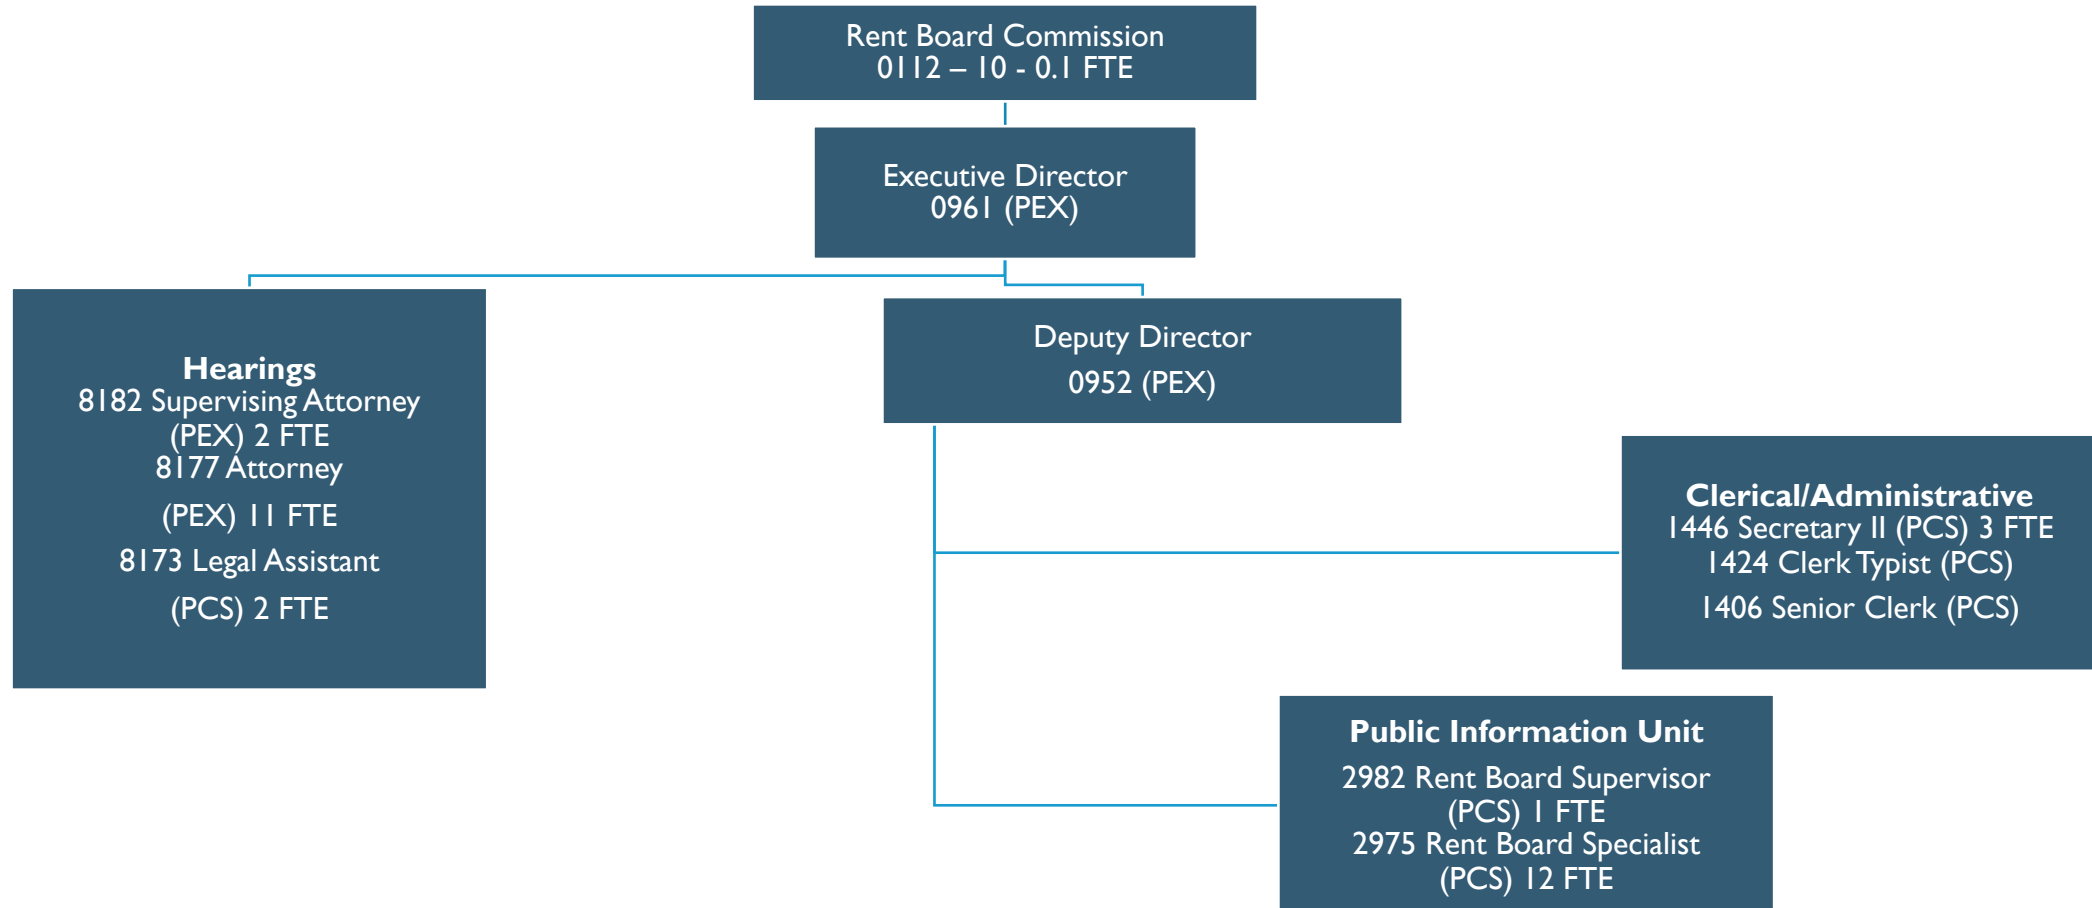 Rent Board Commission
0112 – 10 - 0.1 FTE
Executive Director
0961 (PEX)
Hearings
8182 Supervising Attorney
(PEX) 2 FTE
8177 Attorney
(PEX) 11 FTE
8173 Legal Assistant
(PCS) 2 FTE
Deputy Director
0952 (PEX)
Clerical/Administrative
1446 Secretary II (PCS) 3 FTE
1424 Clerk Typist (PCS)
1406 Senior Clerk (PCS)
Public Information Unit
2982 Rent Board Supervisor
(PCS) 1 FTE
2975 Rent Board Specialist
(PCS) 12 FTE